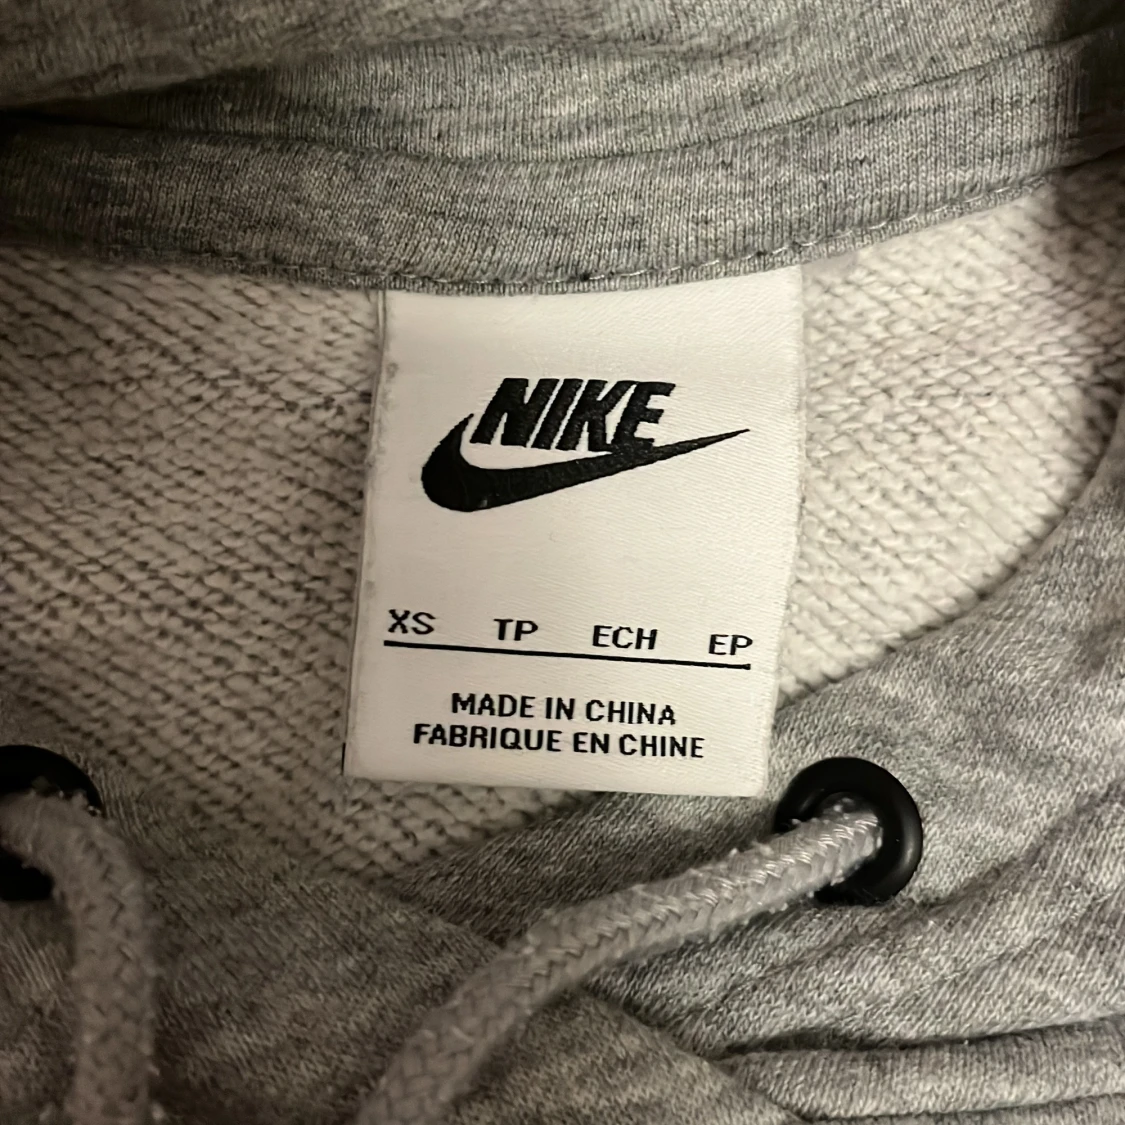 NIKE
XS TP ECH EP
MADE IN CHINA
FABRIQUE EN CHINE